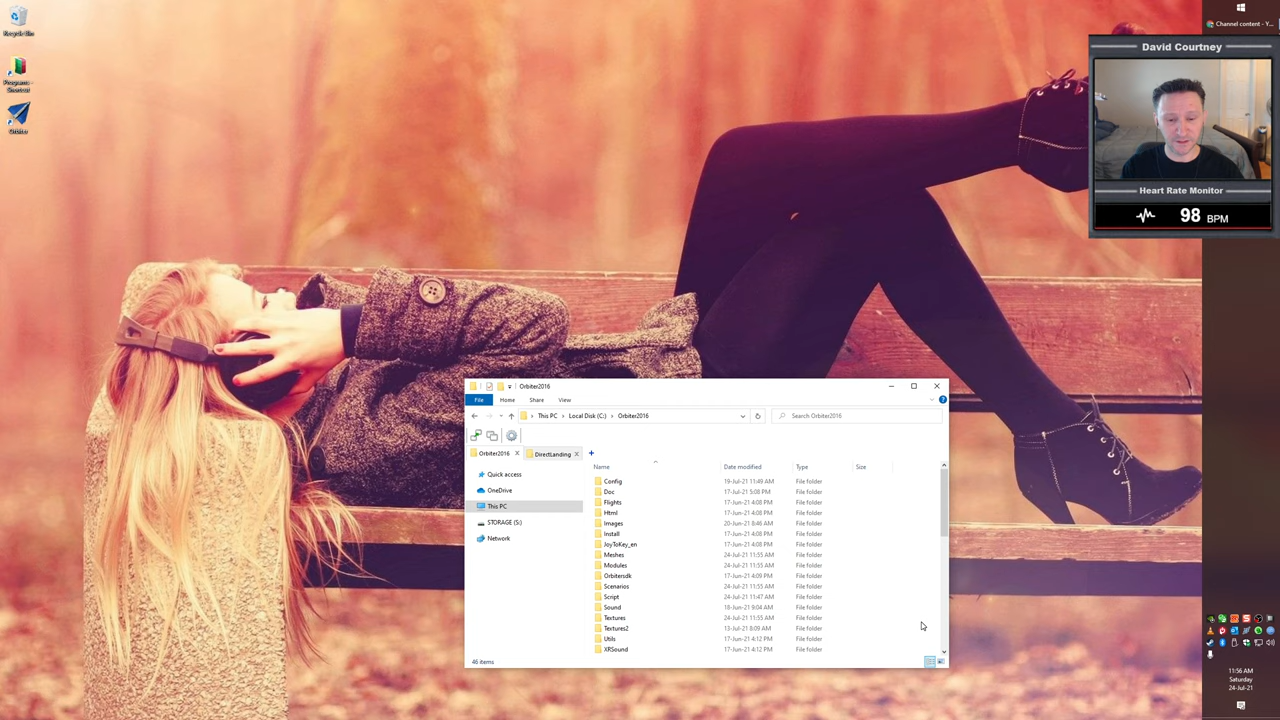 Recycle Bin
Programs -
Shortcut
Orbiter
Channel content - Y...
David Courtney
Heart Rate Monitor
98 BPM
Orbiter2016
File
Home
Share
View
This PC
Local Disk (C:)
Orbiter2016
Search Orbiter2016
Orbiter2016
DirectLanding
Quick access
OneDrive
This PC
STORAGE (S:)
Network
Name Date modified Type Size
Config 19-Jul-21 11:49 AM File folder
Doc 17-Jul-21 5:08 PM File folder
Flights 17-Jun-21 4:08 PM File folder
Html 17-Jun-21 4:08 PM File folder
Images 20-Jun-21 8:46 AM File folder
Install 17-Jun-21 4:08 PM File folder
JoyToKey_en 17-Jun-21 4:08 PM File folder
Meshes 24-Jul-21 11:55 AM File folder
Modules 24-Jul-21 11:55 AM File folder
Orbitersdk 17-Jun-21 4:09 PM File folder
Scenarios 24-Jul-21 11:55 AM File folder
Script 24-Jul-21 11:47 AM File folder
Sound 18-Jun-21 9:04 AM File folder
Textures 24-Jul-21 11:55 AM File folder
Textures2 13-Jul-21 8:09 AM File folder
Utils 17-Jun-21 4:12 PM File folder
XRSound 17-Jun-21 4:12 PM File folder
46 items
11:56 AM
Saturday
24-Jul-21